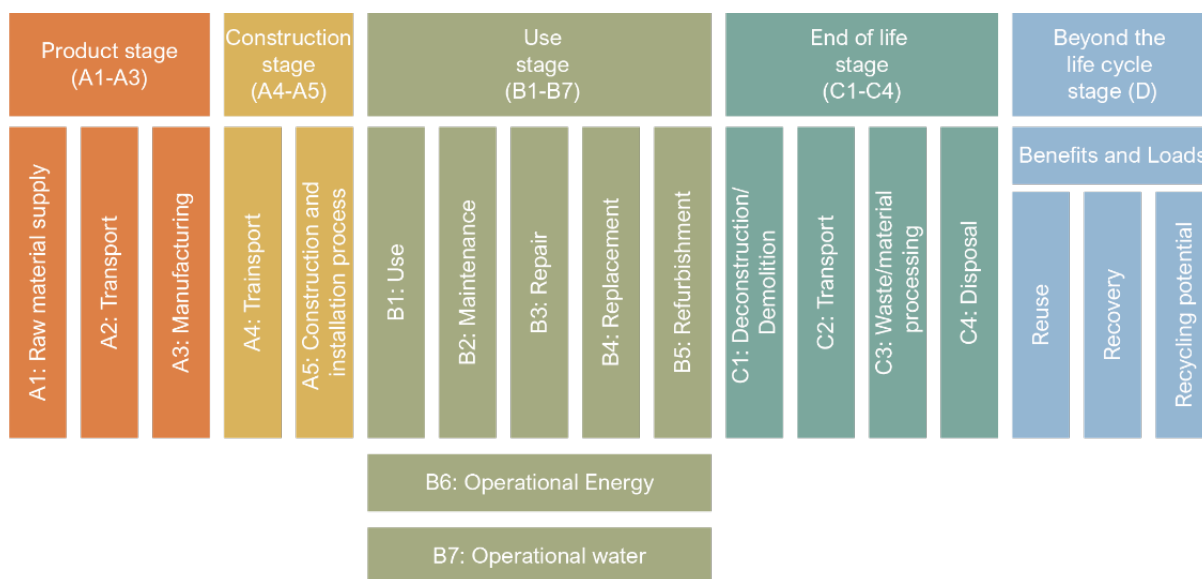 Product stage
(A1-A3)
Construction
stage
(A4-A5)
Use
stage
(B1-B7)
End of life
stage
(C1-C4)
Beyond the
life cycle
stage (D)
A1: Raw material supply
A2: Transport
A3: Manufacturing
A4: Trainsport
A5: Construction and
installation process
B1: Use
B2: Maintenance
B3: Repair
B4: Replacement
B5: Refurbishment
C1: Deconstruction/
Demolition
C2: Transport
C3: Waste/material
processing
C4: Disposal
Benefits and Loads
Reuse
Recovery
Recycling potential
B6: Operational Energy
B7: Operational water